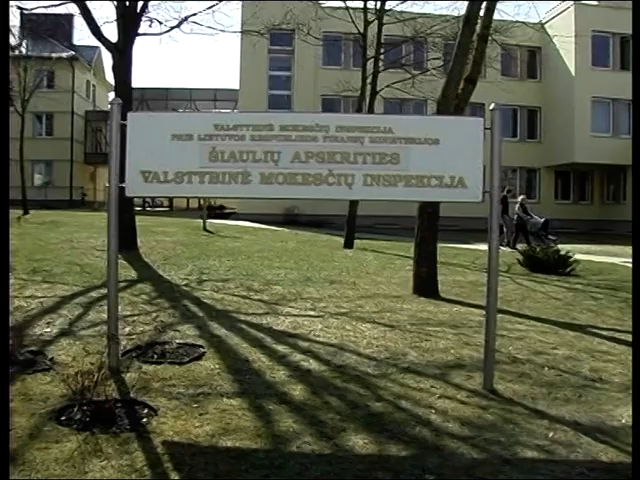 VALSTYBINĖ MOKESČIŲ INSPEKCIJA
PRIE LIETUVOS RESPUBLIKOS FINANSŲ MINISTERIJOS
ŠIAULIŲ APSKRITIES
VALSTYBINĖ MOKESČIŲ INSPEKCIJA